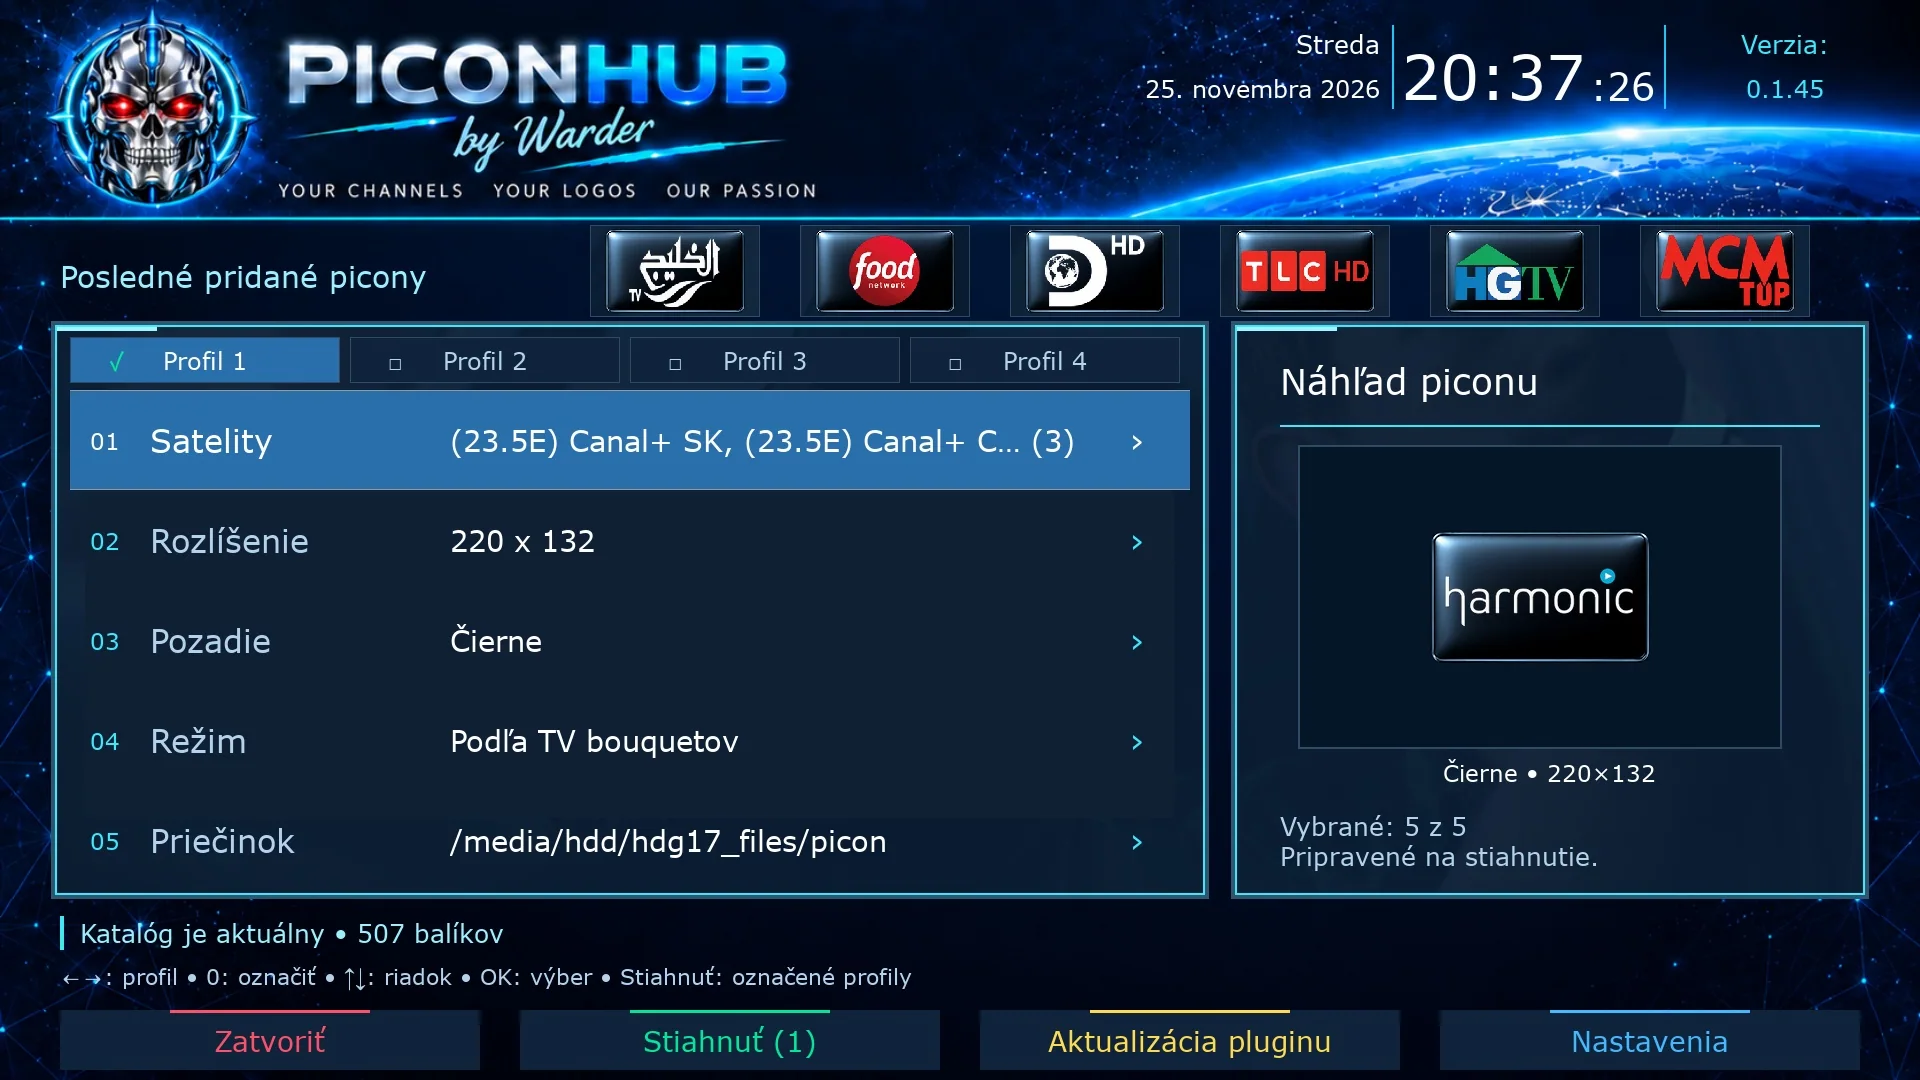 PICONHUB
by Warder
YOUR CHANNELS YOUR LOGOS OUR PASSION
Streda
25. novembra 2026
20:37:26
Verzia:
0.1.45
Posledné pridané picony
الخليج TV
food network
HD
TLC HD
HGTV
MCM TOP
√ Profil 1
□ Profil 2
□ Profil 3
□ Profil 4
01 Satelity (23.5E) Canal+ SK, (23.5E) Canal+ C... (3) ›
02 Rozlíšenie 220 x 132 ›
03 Pozadie Čierne ›
04 Režim Podľa TV bouquetov ›
05 Priečinok /media/hdd/hdg17_files/picon ›
Náhľad piconu
harmonic
Čierne • 220×132
Vybrané: 5 z 5
Pripravené na stiahnutie.
Katalóg je aktuálny • 507 balíkov
←→: profil • 0: označiť • ↑↓: riadok • OK: výber • Stiahnuť: označené profily
Zatvoriť
Stiahnuť (1)
Aktualizácia pluginu
Nastavenia